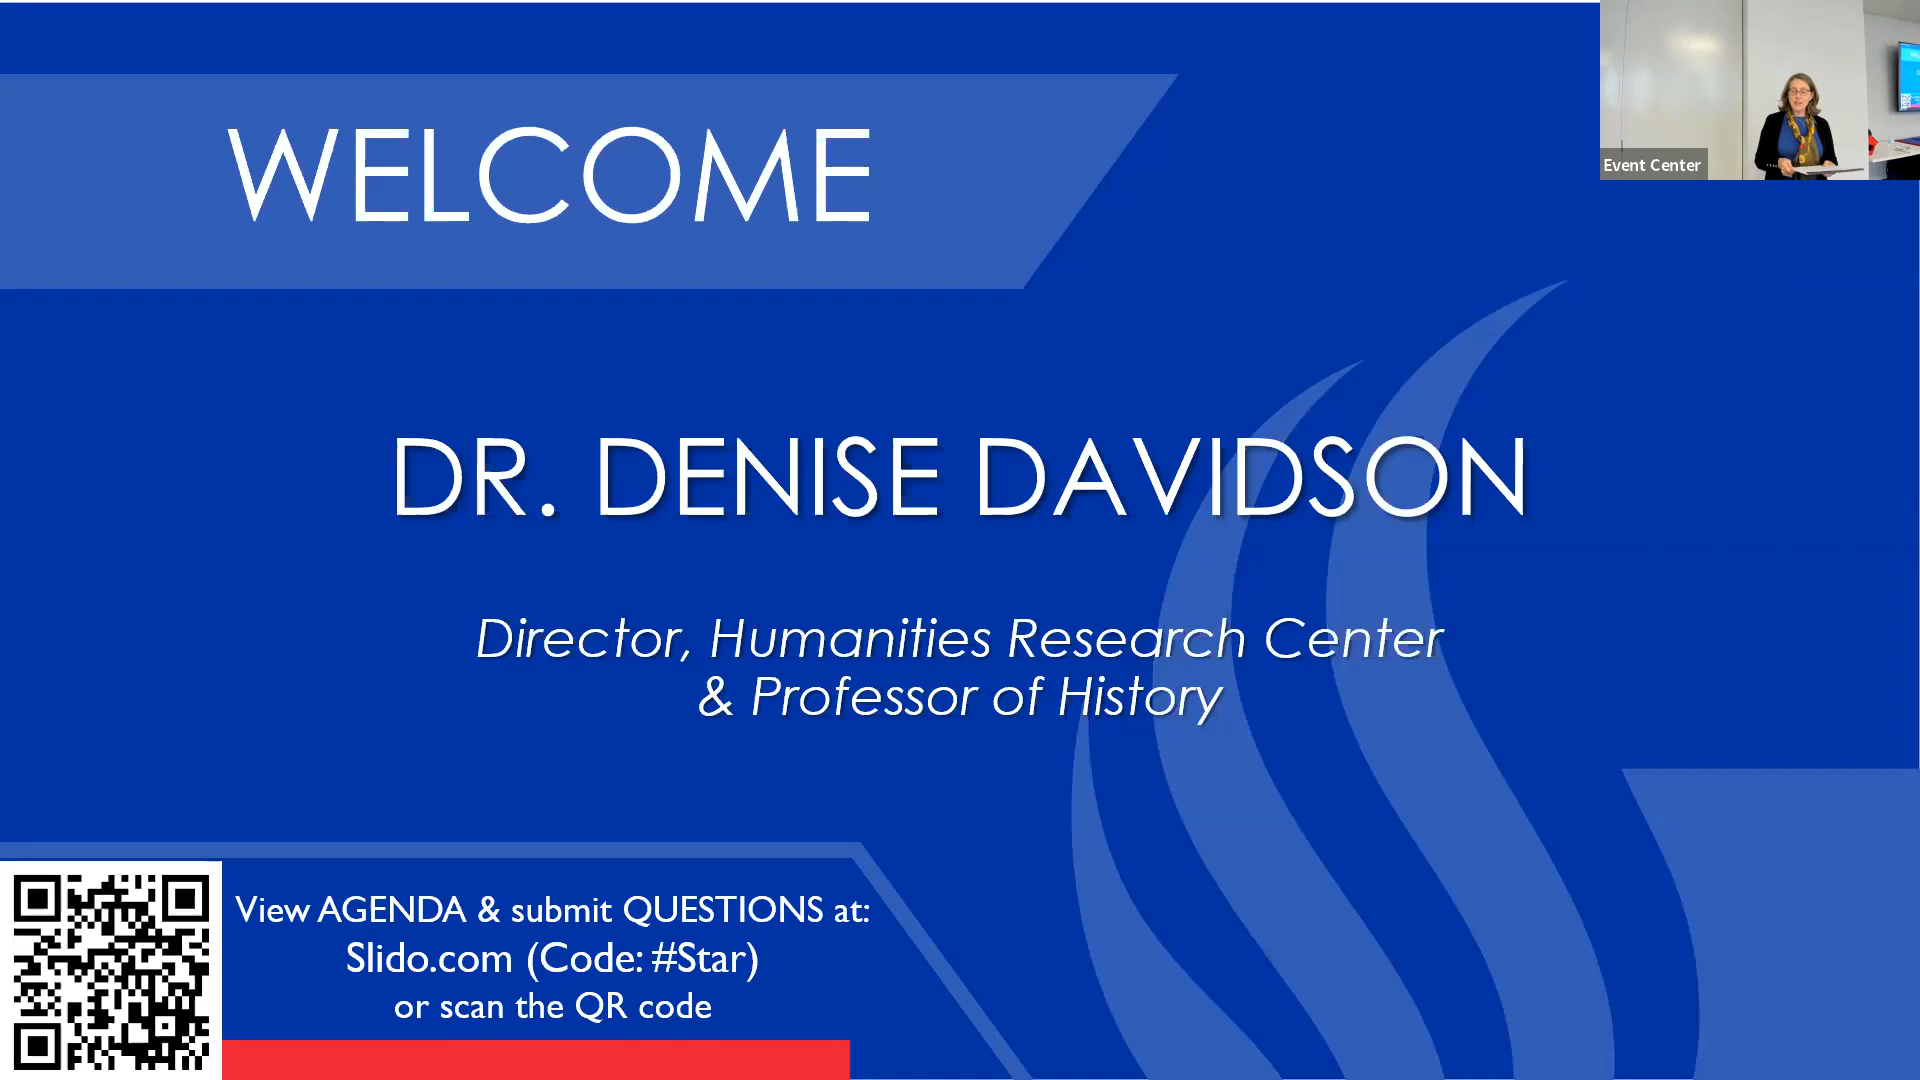 WELCOME
Event Center
DR. DENISE DAVIDSON
Director, Humanities Research Center
& Professor of History
View AGENDA & submit QUESTIONS at:
Slido.com (Code: #Star)
or scan the QR code